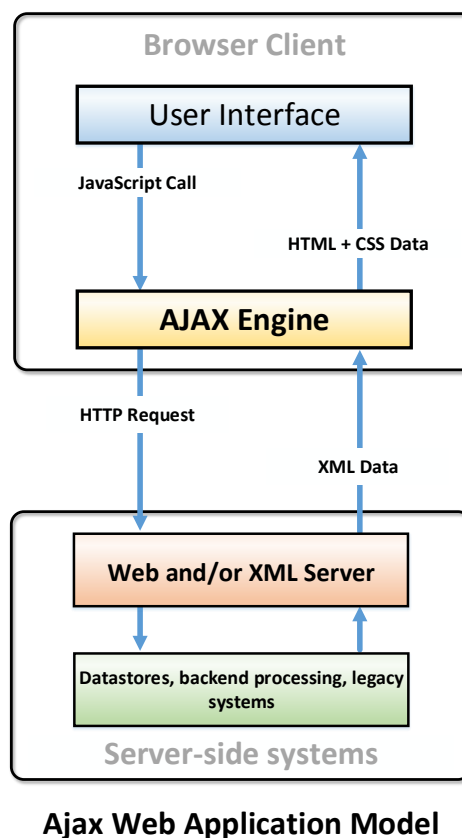 Browser Client
User Interface
JavaScript Call
HTML + CSS Data
AJAX Engine
HTTP Request
XML Data
Web and/or XML Server
Datastores, backend processing, legacy
systems
Server-side systems
Ajax Web Application Model